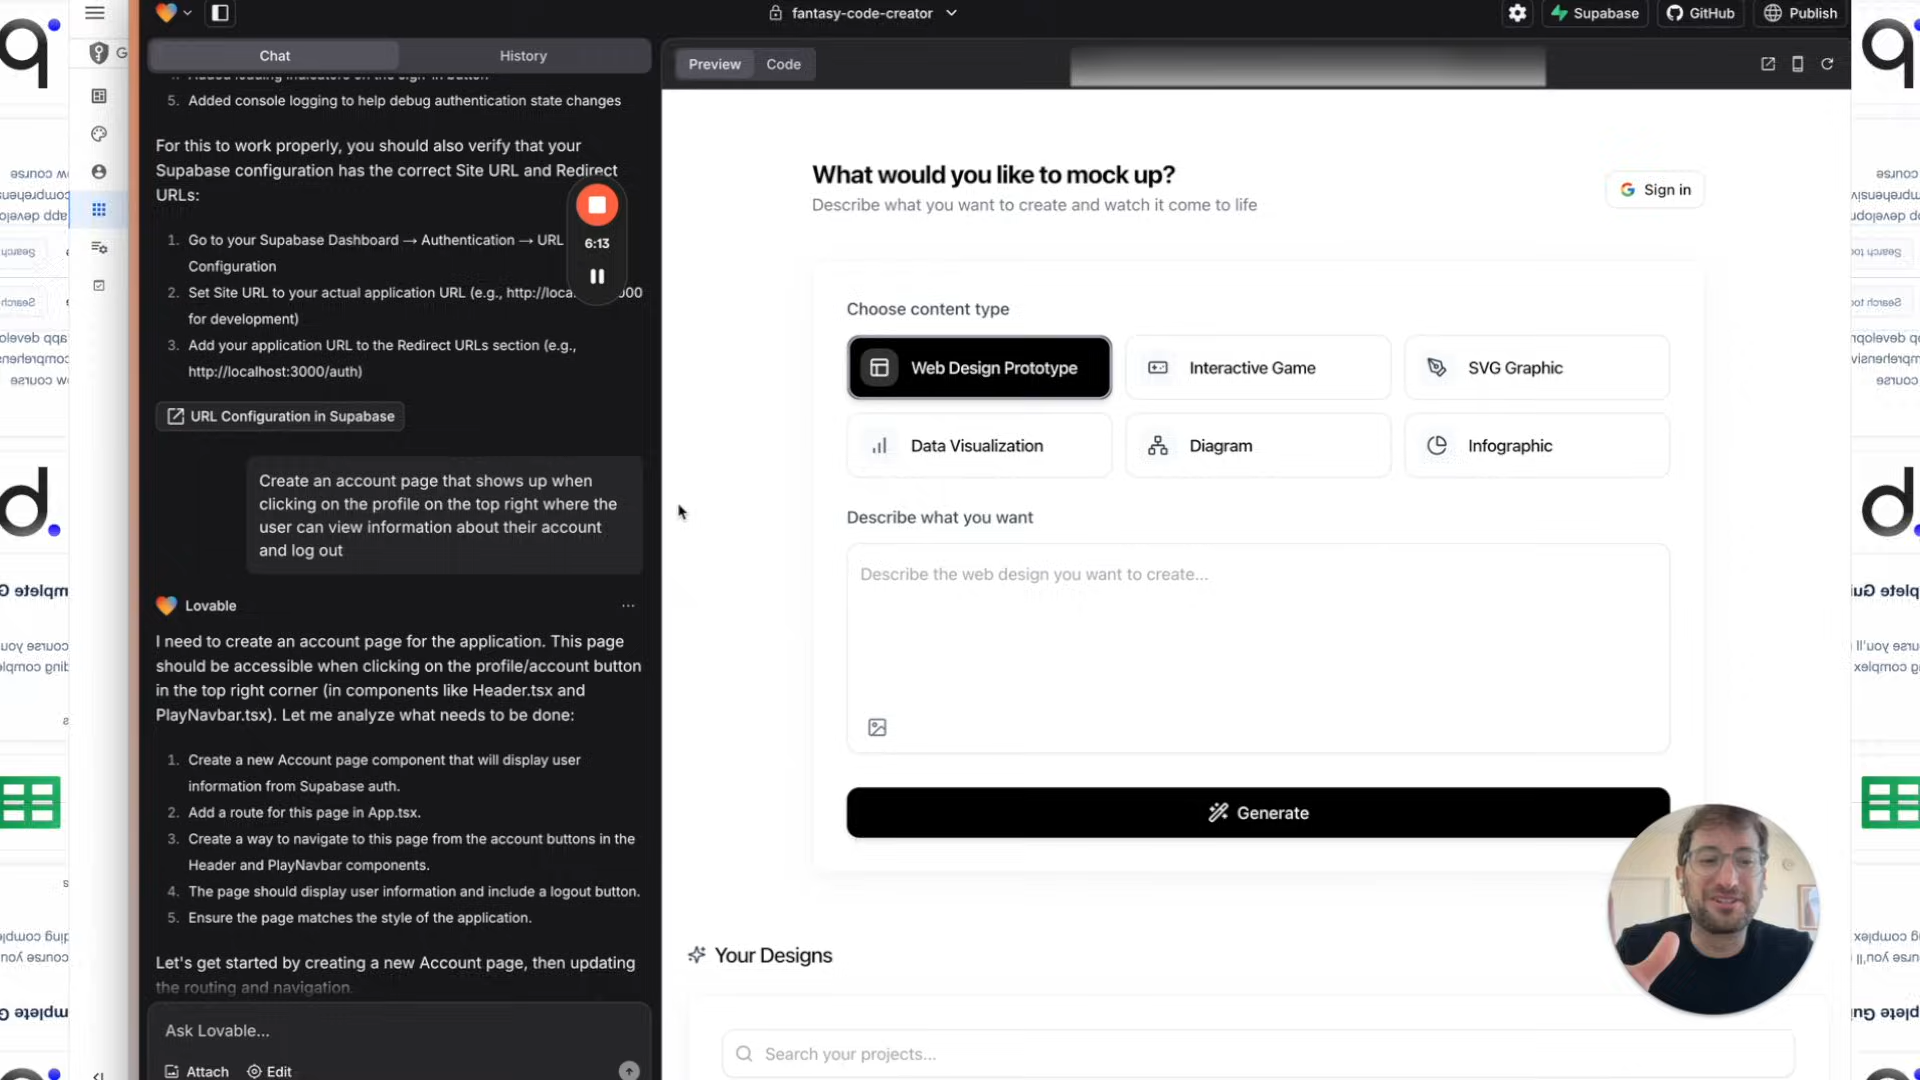 fantasy-code-creator
Supabase
GitHub
Publish
Chat
History
Preview
Code
5. Added console logging to help debug authentication state changes
For this to work properly, you should also verify that your
Supabase configuration has the correct Site URL and Redirect
URLs:
1. Go to your Supabase Dashboard → Authentication → URL
Configuration
2. Set Site URL to your actual application URL (e.g., http://loca 000
for development)
3. Add your application URL to the Redirect URLs section (e.g.,
http://localhost:3000/auth)
6:13
URL Configuration in Supabase
Create an account page that shows up when
clicking on the profile on the top right where the
user can view information about their account
and log out
Lovable
I need to create an account page for the application. This page
should be accessible when clicking on the profile/account button
in the top right corner (in components like Header.tsx and
PlayNavbar.tsx). Let me analyze what needs to be done:
1. Create a new Account page component that will display user
information from Supabase auth.
2. Add a route for this page in App.tsx.
3. Create a way to navigate to this page from the account buttons in the
Header and PlayNavbar components.
4. The page should display user information and include a logout button.
5. Ensure the page matches the style of the application.
Let's get started by creating a new Account page, then updating
the routing and navigation.
Ask Lovable...
Attach
Edit
What would you like to mock up?
Describe what you want to create and watch it come to life
Sign in
Choose content type
Web Design Prototype
Interactive Game
SVG Graphic
Data Visualization
Diagram
Infographic
Describe what you want
Describe the web design you want to create...
Generate
Your Designs
Search your projects...